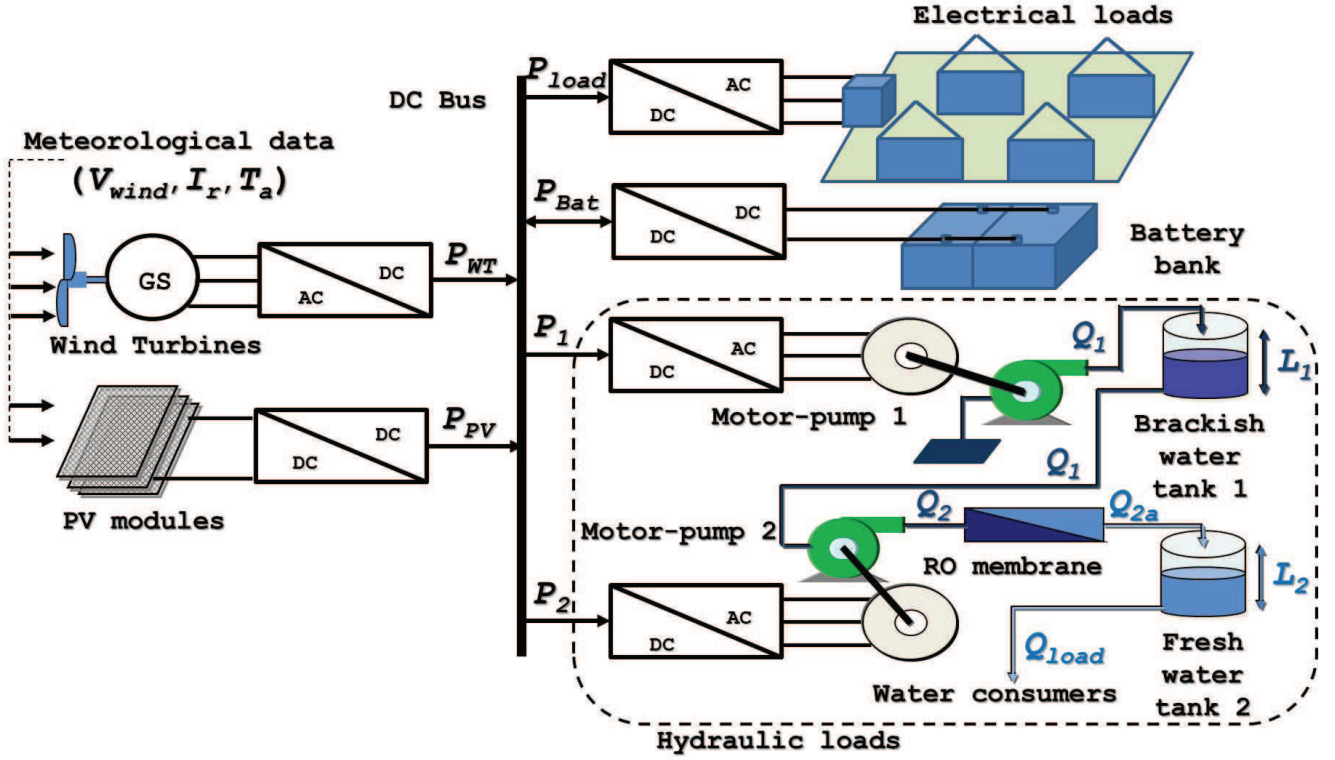 Electrical loads
P_load
AC
DC
DC Bus
Meteorological data
(V_wind, I_r, T_a)
P_Bat
DC
DC
Battery
bank
GS
DC
AC
P_WT
Wind Turbines
P_1
AC
DC
Motor-pump 1
Q_1
L_1
Brackish
water
tank 1
Q_1
DC
DC
P_PV
PV modules
Motor-pump 2
Q_2
Q_2a
RO membrane
L_2
P_2
AC
DC
Q_load
Water consumers
Fresh
water
tank 2
Hydraulic loads